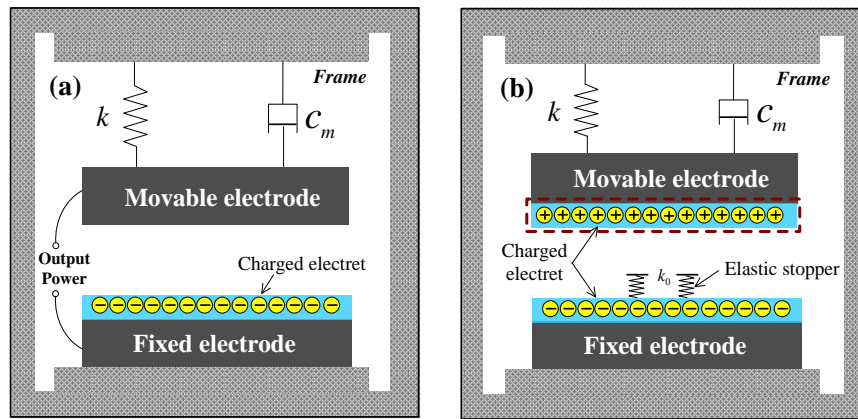 (a)
Frame
k
c_m
Movable electrode
Output
Power
Charged electret
Fixed electrode
(b)
Frame
k
c_m
Movable electrode
+ + + + + + + + + + + + +
Charged
electret
k_0
Elastic stopper
Fixed electrode